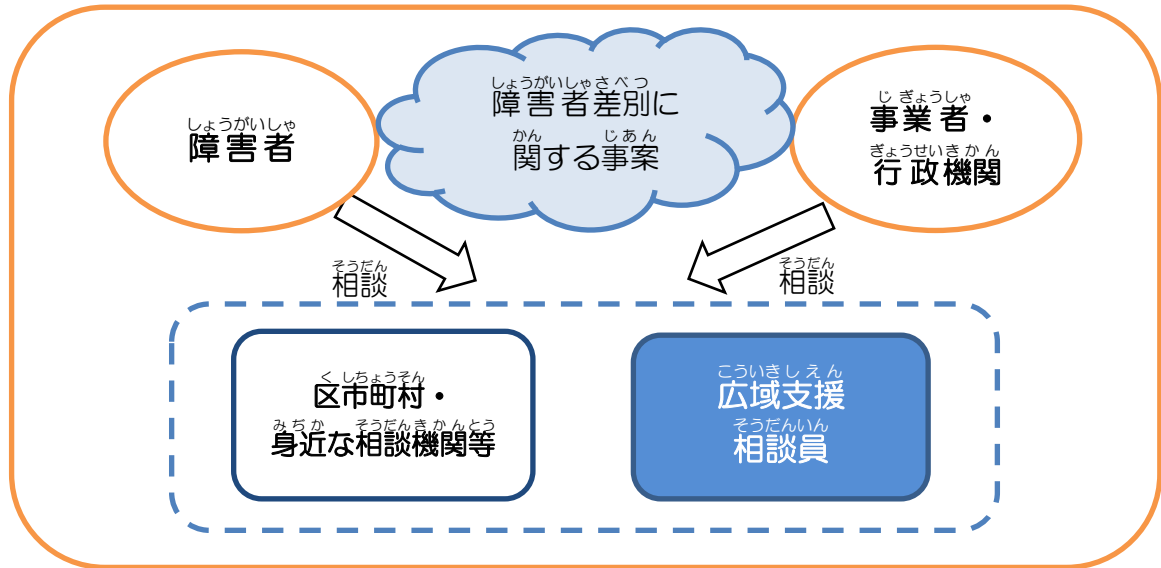 しょうがいしゃ
障害者
しょうがいしゃさべつ
障害者差別に
かん じあん
関する事案
じぎょうしゃ
事業者・
ぎょうせいきかん
行政機関
そうだん
相談
そうだん
相談
くしちょうそん
区市町村・
みぢか そうだんきかんとう
身近な相談機関等
こういきしえん
広域支援
そうだんいん
相談員